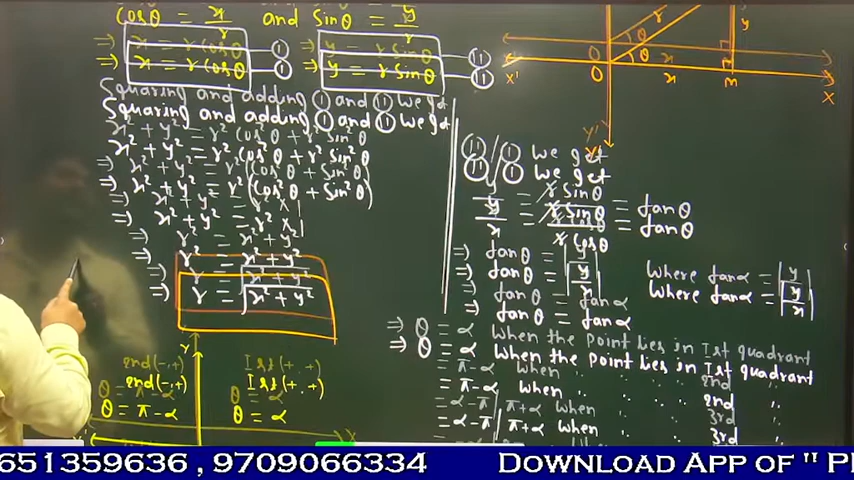 Cosθ = x/r and Sinθ = y/r
⇒ x = r Cosθ — (I) ⇒ y = r Sinθ — (II)
Squaring and adding (I) and (II) we get
x² + y² = r² Cos²θ + r² Sin²θ
⇒ x² + y² = r² (Cos²θ + Sin²θ)
⇒ x² + y² = r² x 1
⇒ r² = x² + y²
⇒ r = √x² + y²
2nd(-,+) Ist(+,+)
θ = π-α θ = α
Y
X
r
y
θ
O
x
m
X'
X
Y'
(II)/(I) we get
y/x = r Sinθ / r Cosθ = tanθ
⇒ tanθ = |y/x| Where tanα = |y/x|
⇒ tanθ = tanα
⇒ θ = α When the point lies in Ist quadrant
= π-α when " " " 2nd "
= α-π / π+α when " " " 3rd "
651359636 , 9709066334 Download App of " P